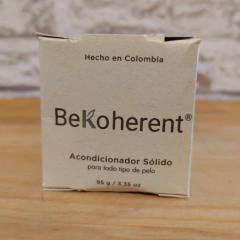 Hecho en Colombia
BeKoherent®
Acondicionador Sólido
para todo tipo de pelo
95 g / 3.35 oz